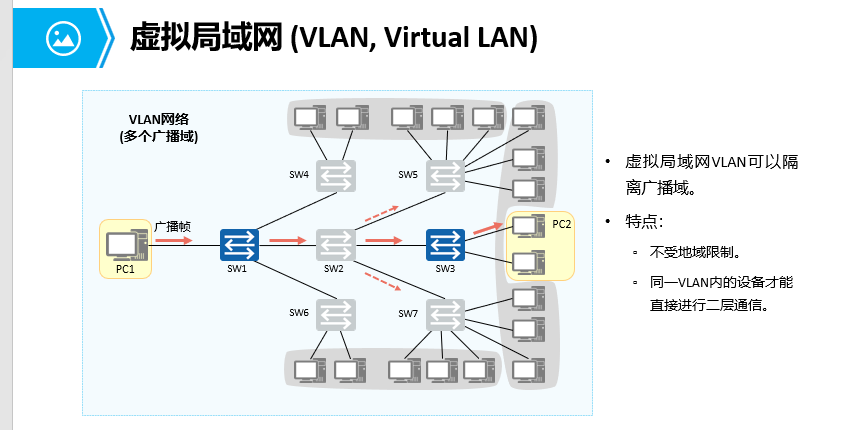 虚拟局域网 (VLAN, Virtual LAN)
VLAN网络
(多个广播域)
SW4
SW5
广播帧
PC1
SW1
SW2
SW3
PC2
SW6
SW7
• 虚拟局域网VLAN可以隔
离广播域。
• 特点：
▫ 不受地域限制。
▫ 同一VLAN内的设备才能
直接进行二层通信。